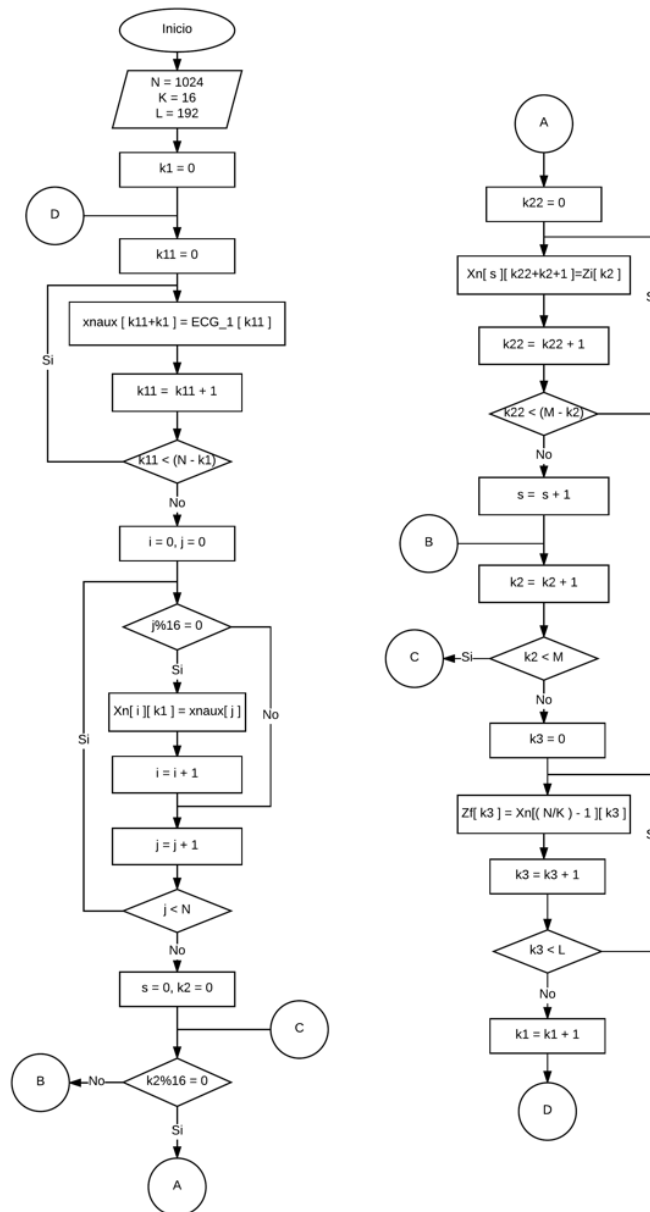 Inicio
N = 1024
K = 16
L = 192
k1 = 0
D
k11 = 0
xnaux [ k11+k1 ] = ECG_1 [ k11 ]
Si
k11 = k11 + 1
k11 < (N - k1)
No
i = 0, j = 0
j%16 = 0
Si
No
Xn[ i ][ k1 ] = xnaux[ j ]
Si
i = i + 1
j = j + 1
j < N
No
s = 0, k2 = 0
C
k2%16 = 0
No
B
Si
A
A
k22 = 0
Xn[ s ][ k22+k2+1 ]=Zi[ k2 ]
k22 = k22 + 1
k22 < (M - k2)
No
s = s + 1
B
k2 = k2 + 1
k2 < M
Si
C
No
k3 = 0
Zf[ k3 ] = Xn[( N/K ) - 1 ][ k3 ]
k3 = k3 + 1
k3 < L
No
k1 = k1 + 1
D